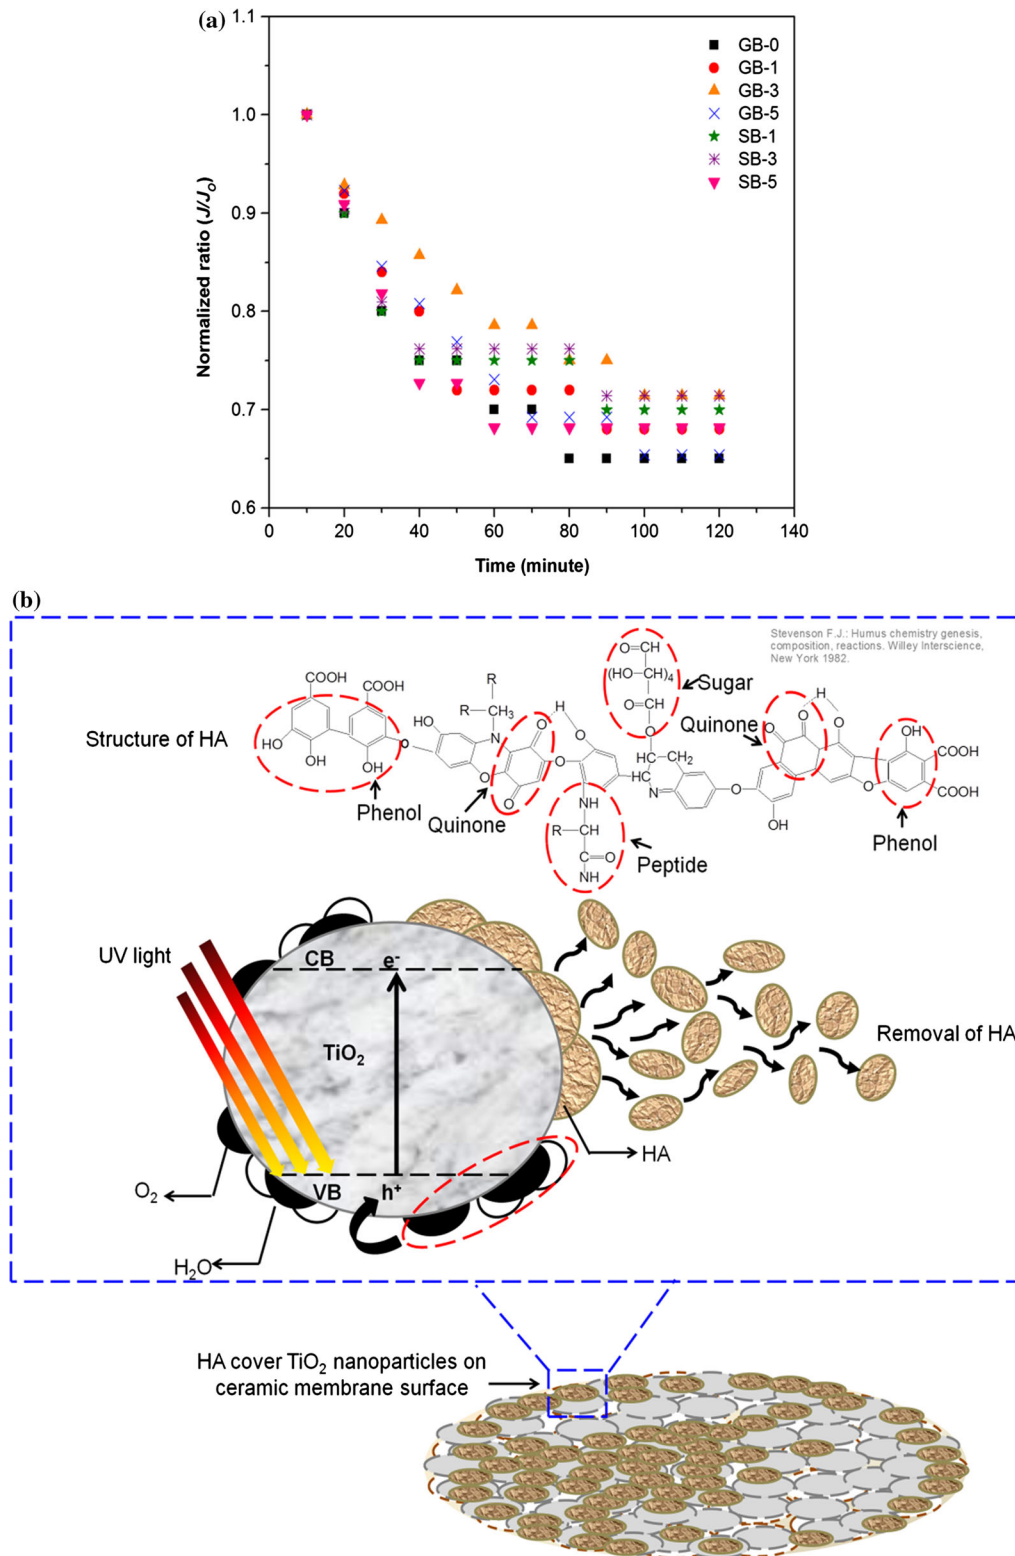 (a)
1.1
1.0
0.9
0.8
0.7
0.6
Normalized ratio (J/Jo)
GB-0
GB-1
GB-3
GB-5
SB-1
SB-3
SB-5
0 20 40 60 80 100 120 140
Time (minute)
(b)
Stevenson F.J.: Humus chemistry genesis,
composition, reactions. Willey Interscience,
New York 1982.
O=CH
(HO-CH)4
O=CH
Sugar
COOH
COOH
R
R
CH3
CH
N
HO
O
O
O
H
O
O
CH2
HC
N
O
Quinone
O
O
H
O
OH
COOH
COOH
Structure of HA
HO
OH
OH
O
Phenol
Quinone
O
O
NH
R
CH
C=O
NH
Peptide
O
OH
O
Phenol
UV light
CB
e-
TiO2
VB
h+
Removal of HA
HA
O2
H2O
HA cover TiO2 nanoparticles on
ceramic membrane surface